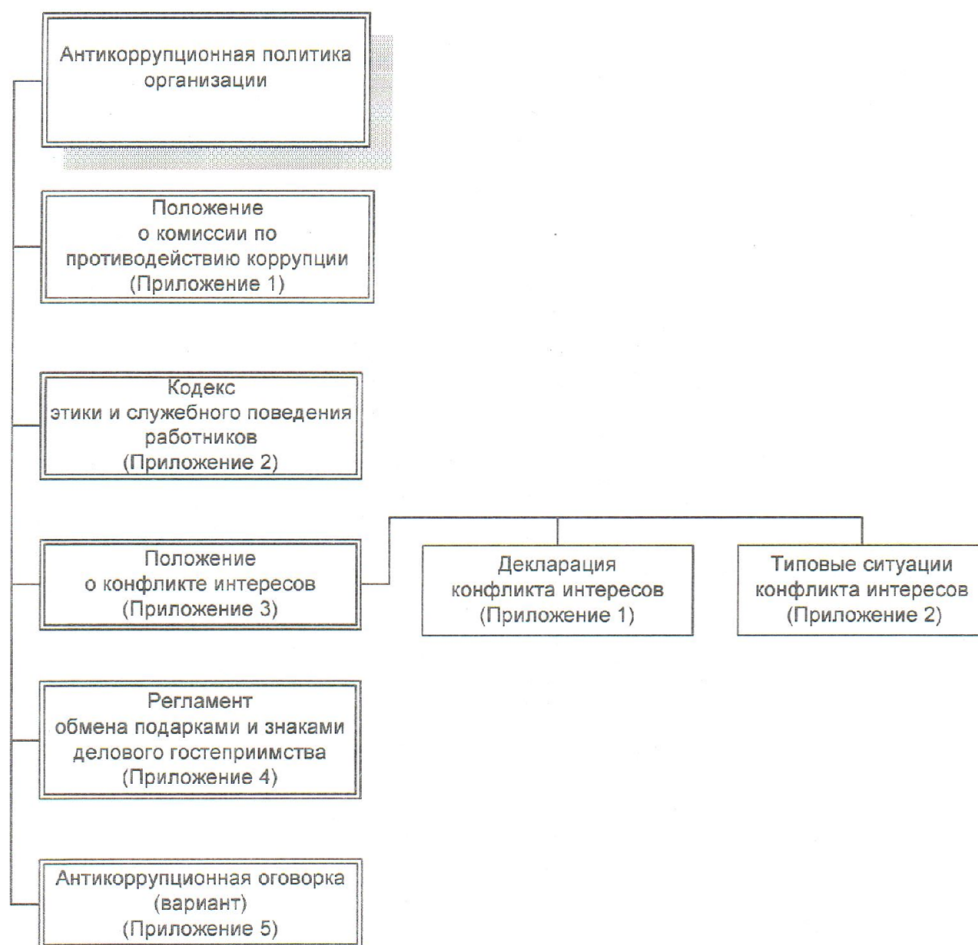 Антикоррупционная политика
организации
Положение
о комиссии по
противодействию коррупции
(Приложение 1)
Кодекс
этики и служебного поведения
работников
(Приложение 2)
Положение
о конфликте интересов
(Приложение 3)
Декларация
конфликта интересов
(Приложение 1)
Типовые ситуации
конфликта интересов
(Приложение 2)
Регламент
обмена подарками и знаками
делового гостеприимства
(Приложение 4)
Антикоррупционная оговорка
(вариант)
(Приложение 5)